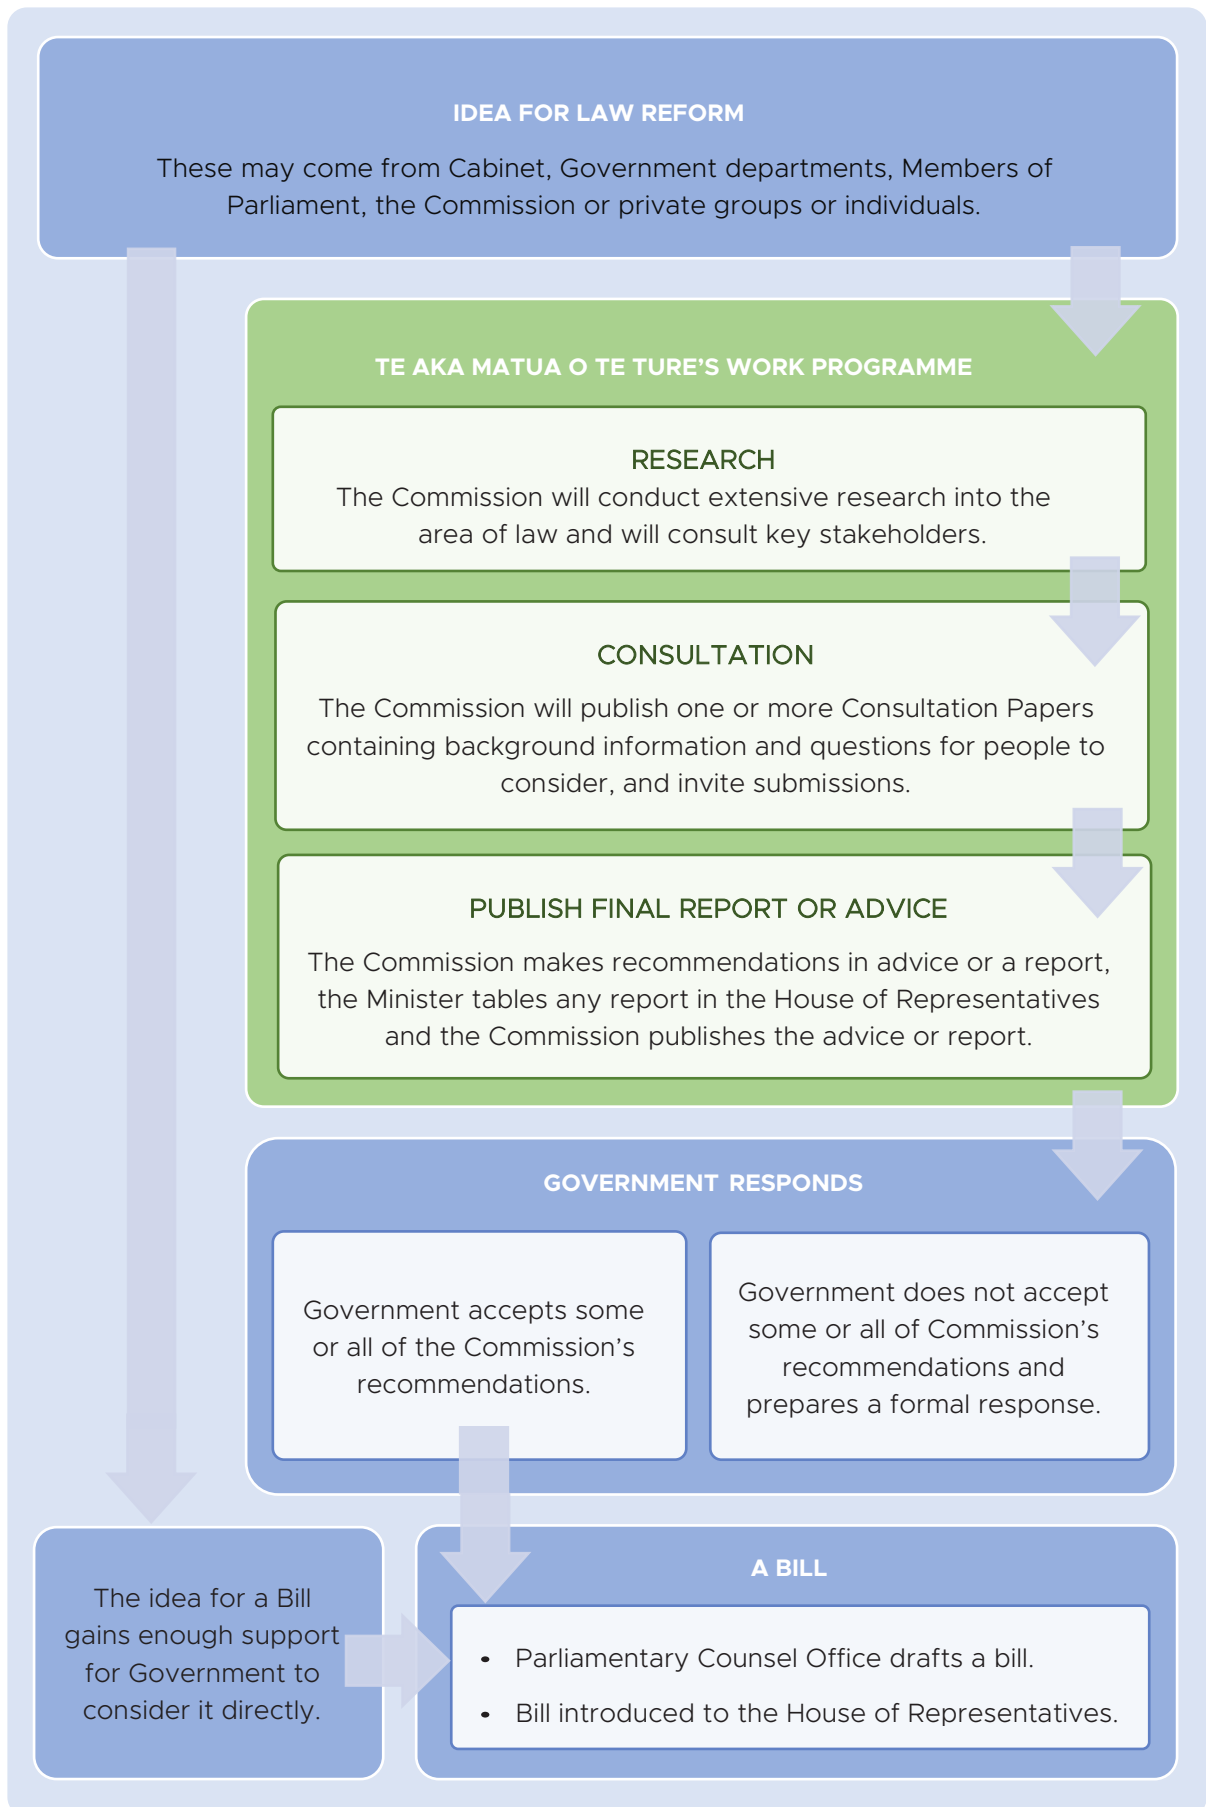 IDEA FOR LAW REFORM
These may come from Cabinet, Government departments, Members of
Parliament, the Commission or private groups or individuals.
TE AKA MATUA O TE TURE’S WORK PROGRAMME
RESEARCH
The Commission will conduct extensive research into the
area of law and will consult key stakeholders.
CONSULTATION
The Commission will publish one or more Consultation Papers
containing background information and questions for people to
consider, and invite submissions.
PUBLISH FINAL REPORT OR ADVICE
The Commission makes recommendations in advice or a report,
the Minister tables any report in the House of Representatives
and the Commission publishes the advice or report.
GOVERNMENT RESPONDS
Government accepts some
or all of the Commission’s
recommendations.
Government does not accept
some or all of Commission’s
recommendations and
prepares a formal response.
The idea for a Bill
gains enough support
for Government to
consider it directly.
A BILL
• Parliamentary Counsel Office drafts a bill.
• Bill introduced to the House of Representatives.